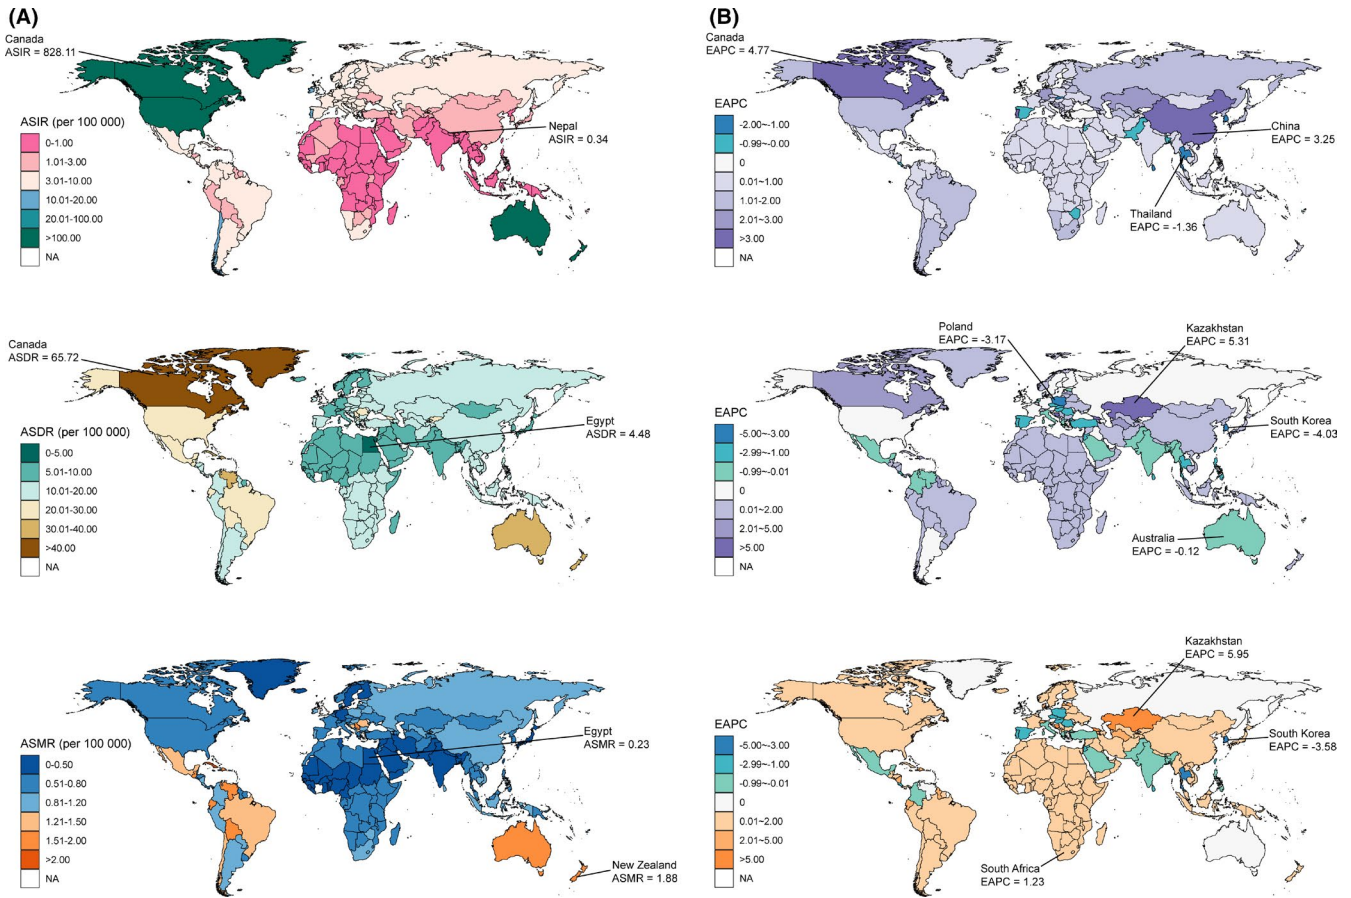 (A)
Canada
ASIR = 828.11
ASIR (per 100 000)
0-1.00
1.01-3.00
3.01-10.00
10.01-20.00
20.01-100.00
>100.00
NA
Nepal
ASIR = 0.34
(B)
Canada
EAPC = 4.77
EAPC
-2.00~-1.00
-0.99~-0.00
0
0.01~1.00
1.01-2.00
2.01~3.00
>3.00
NA
China
EAPC = 3.25
Thailand
EAPC = -1.36
Canada
ASDR = 65.72
ASDR (per 100 000)
0-5.00
5.01-10.00
10.01-20.00
20.01-30.00
30.01-40.00
>40.00
NA
Egypt
ASDR = 4.48
Poland
EAPC = -3.17
Kazakhstan
EAPC = 5.31
EAPC
-5.00~-3.00
-2.99~-1.00
-0.99~-0.01
0
0.01~2.00
2.01~5.00
>5.00
NA
South Korea
EAPC = -4.03
Australia
EAPC = -0.12
ASMR (per 100 000)
0-0.50
0.51-0.80
0.81-1.20
1.21-1.50
1.51-2.00
>2.00
NA
Egypt
ASMR = 0.23
New Zealand
ASMR = 1.88
Kazakhstan
EAPC = 5.95
EAPC
-5.00~-3.00
-2.99~-1.00
-0.99~-0.01
0
0.01~2.00
2.01~5.00
>5.00
NA
South Korea
EAPC = -3.58
South Africa
EAPC = 1.23